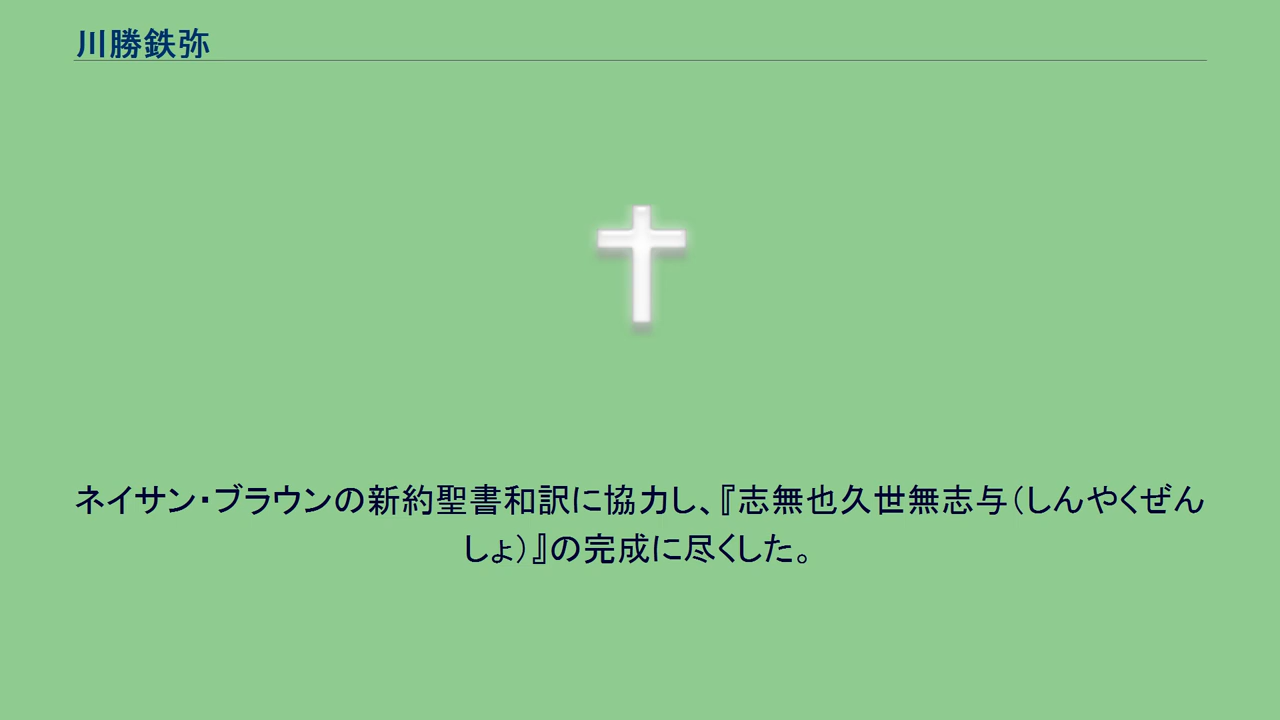 川勝鉄弥
ネイサン・ブラウンの新約聖書和訳に協力し、『志無也久世無志与（しんやくぜん
しょ）』の完成に尽くした。